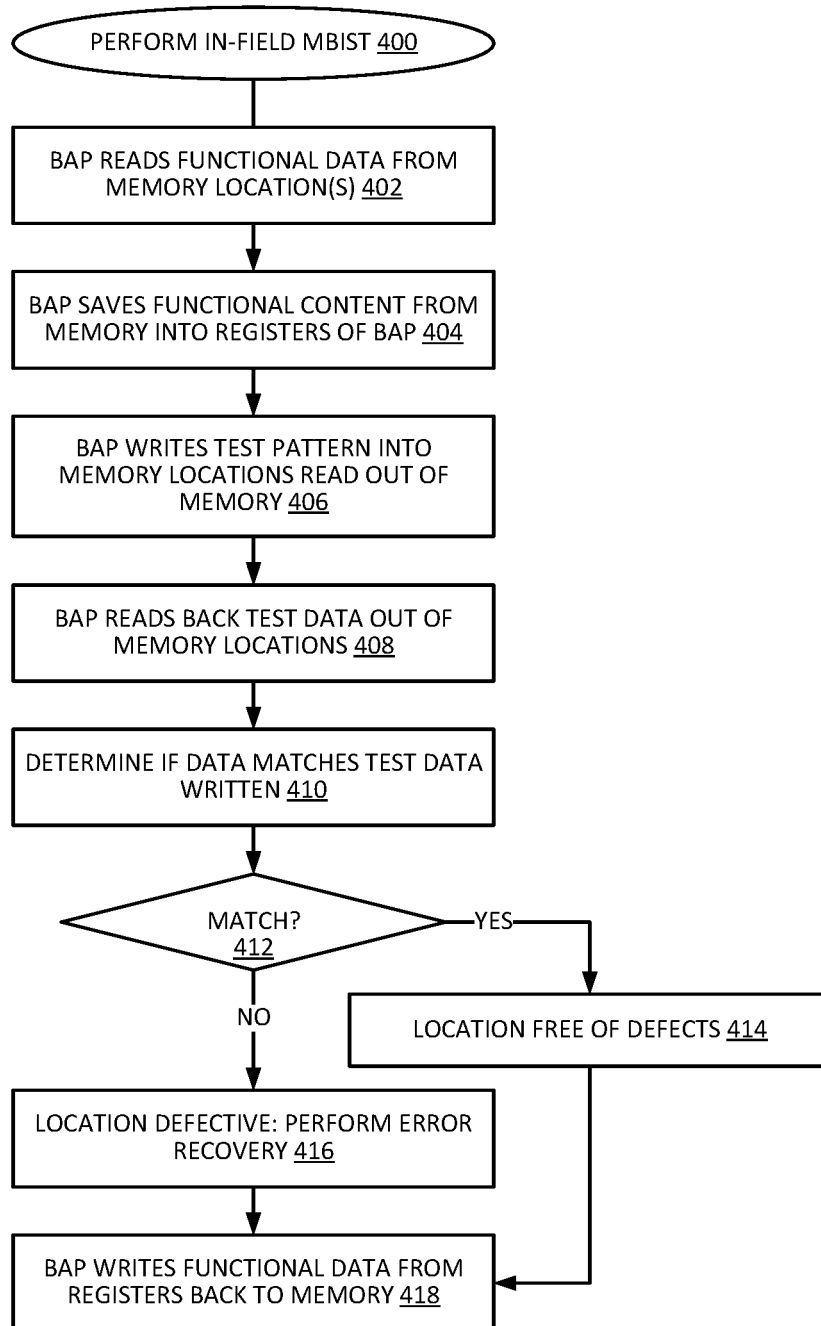 PERFORM IN-FIELD MBIST 400
BAP READS FUNCTIONAL DATA FROM
MEMORY LOCATION(S) 402
BAP SAVES FUNCTIONAL CONTENT FROM
MEMORY INTO REGISTERS OF BAP 404
BAP WRITES TEST PATTERN INTO
MEMORY LOCATIONS READ OUT OF
MEMORY 406
BAP READS BACK TEST DATA OUT OF
MEMORY LOCATIONS 408
DETERMINE IF DATA MATCHES TEST DATA
WRITTEN 410
MATCH?
412
YES
NO
LOCATION FREE OF DEFECTS 414
LOCATION DEFECTIVE: PERFORM ERROR
RECOVERY 416
BAP WRITES FUNCTIONAL DATA FROM
REGISTERS BACK TO MEMORY 418